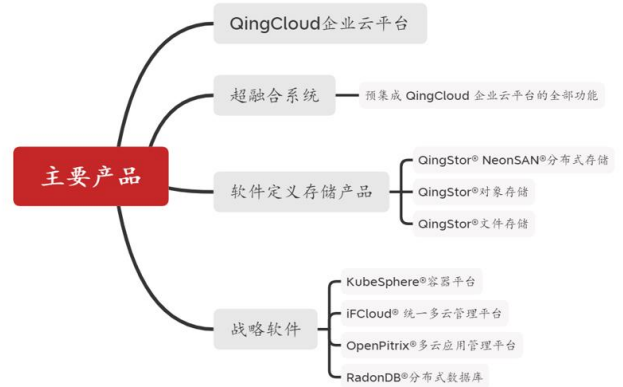 主要产品
QingCloud企业云平台
超融合系统
预集成 QingCloud 企业云平台的全部功能
软件定义存储产品
QingStor® NeonSAN®分布式存储
QingStor®对象存储
QingStor®文件存储
战略软件
KubeSphere®容器平台
iFCloud® 统一多云管理平台
OpenPitrix®多云应用管理平台
RadonDB®分布式数据库